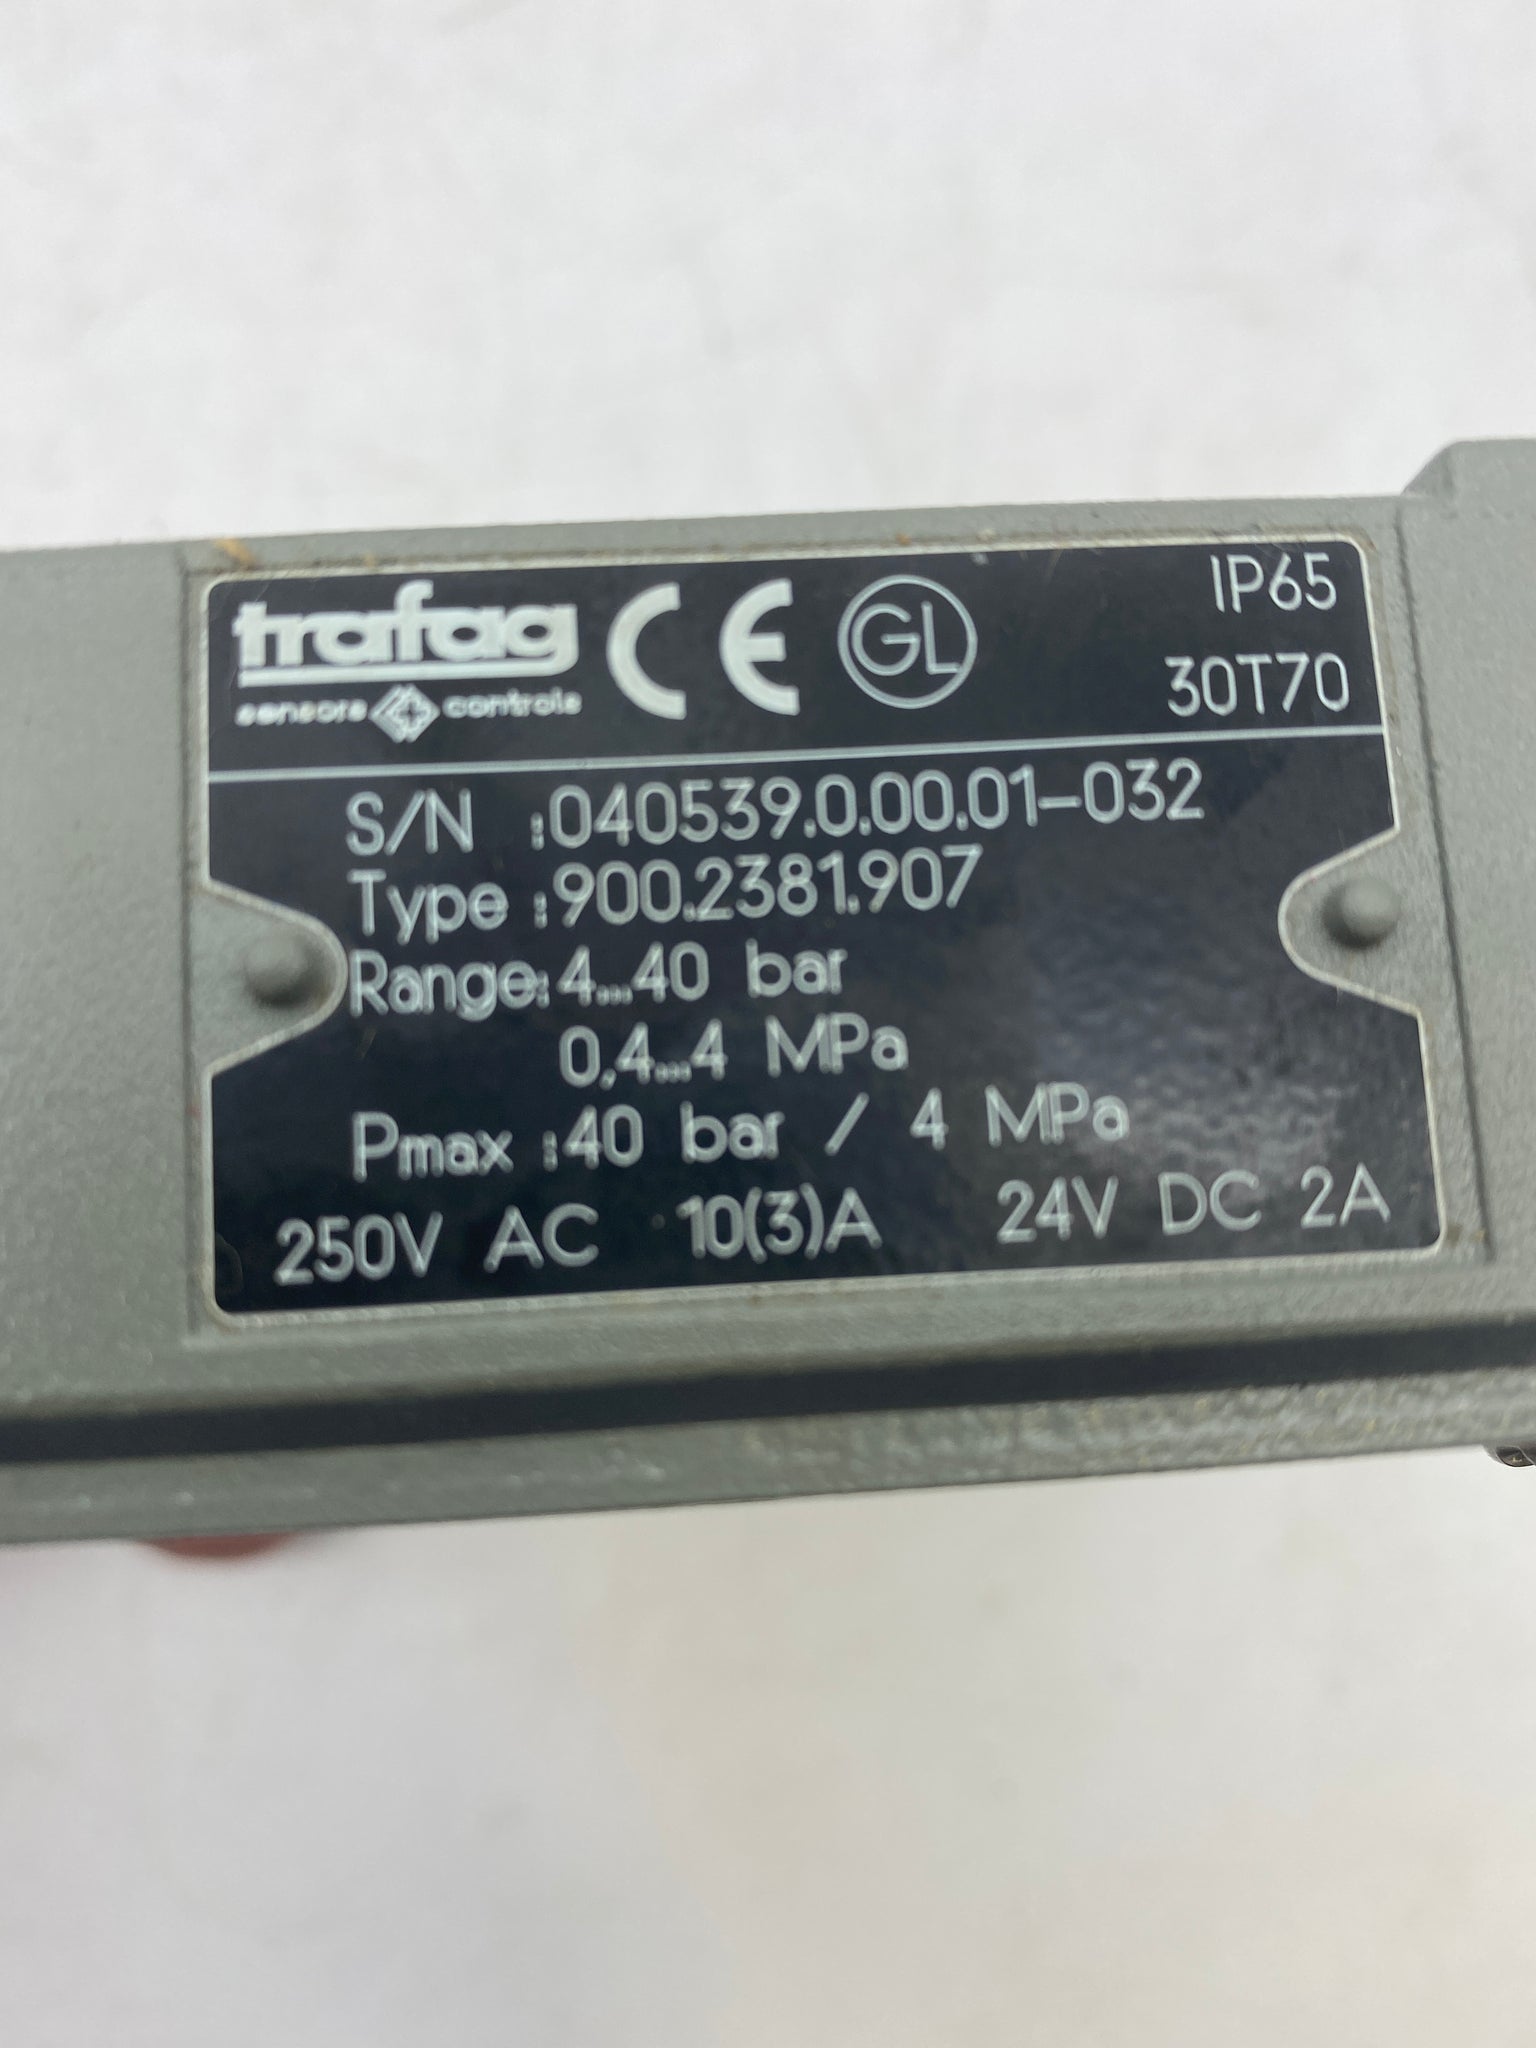 trafag CE GL IP65
sensors controls 30T70
S/N :040539.0.00.01-032
Type :900.2381.907
Range:4...40 bar
0,4...4 MPa
Pmax :40 bar / 4 MPa
250V AC 10(3)A 24V DC 2A